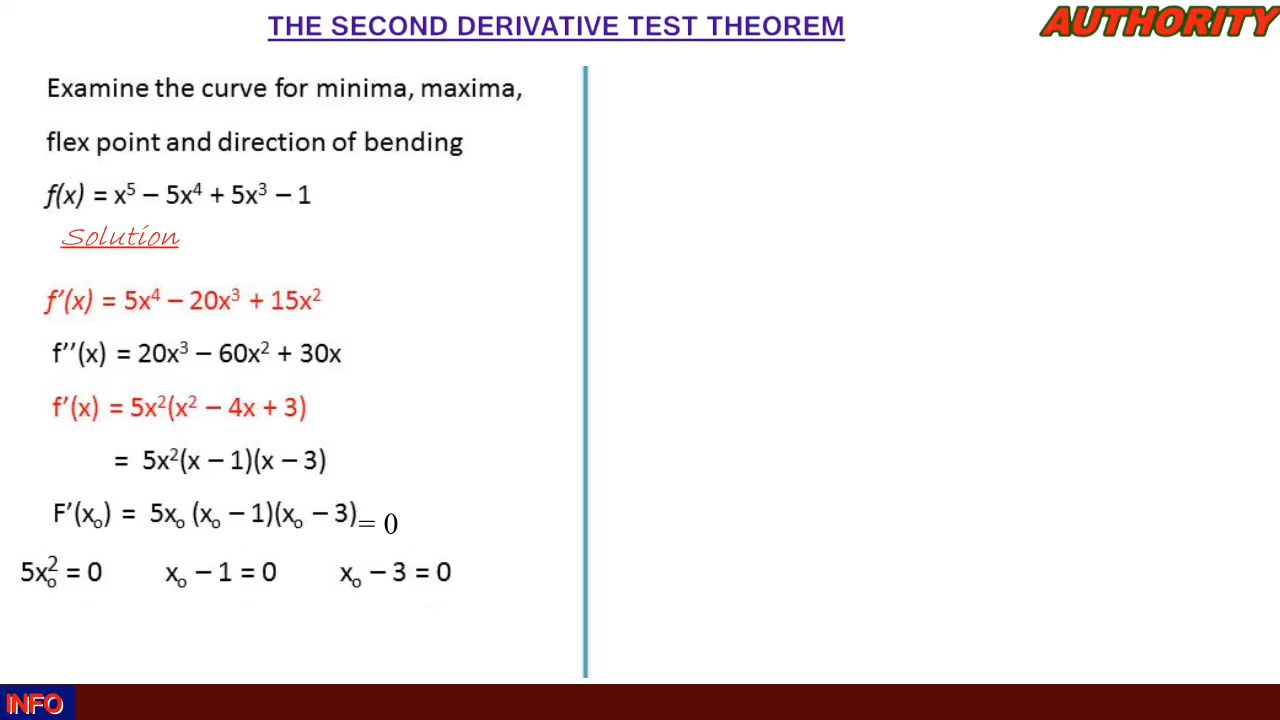 THE SECOND DERIVATIVE TEST THEOREM
AUTHORITY
Examine the curve for minima, maxima,
flex point and direction of bending
f(x) = x⁵ – 5x⁴ + 5x³ – 1
Solution
f'(x) = 5x⁴ – 20x³ + 15x²
f''(x) = 20x³ – 60x² + 30x
f'(x) = 5x²(x² – 4x + 3)
= 5x²(x – 1)(x – 3)
F'(xₒ) = 5xₒ (xₒ – 1)(xₒ – 3) = 0
5xₒ² = 0 xₒ – 1 = 0 xₒ – 3 = 0
INFO